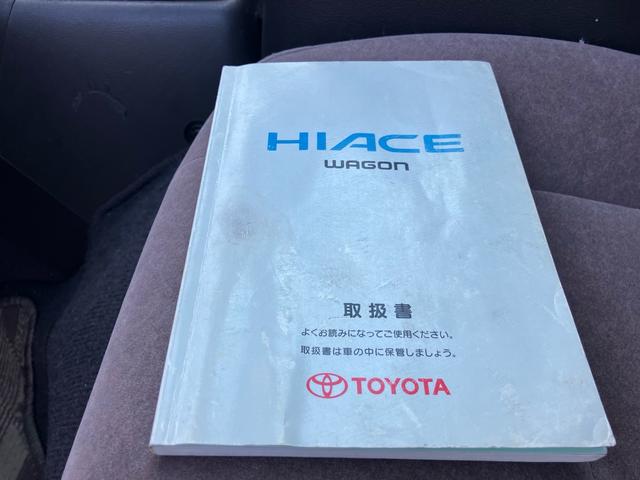 HIACE
WAGON
取扱書
よくお読みになってご使用ください。
取扱書は車の中に保管しましょう。
TOYOTA